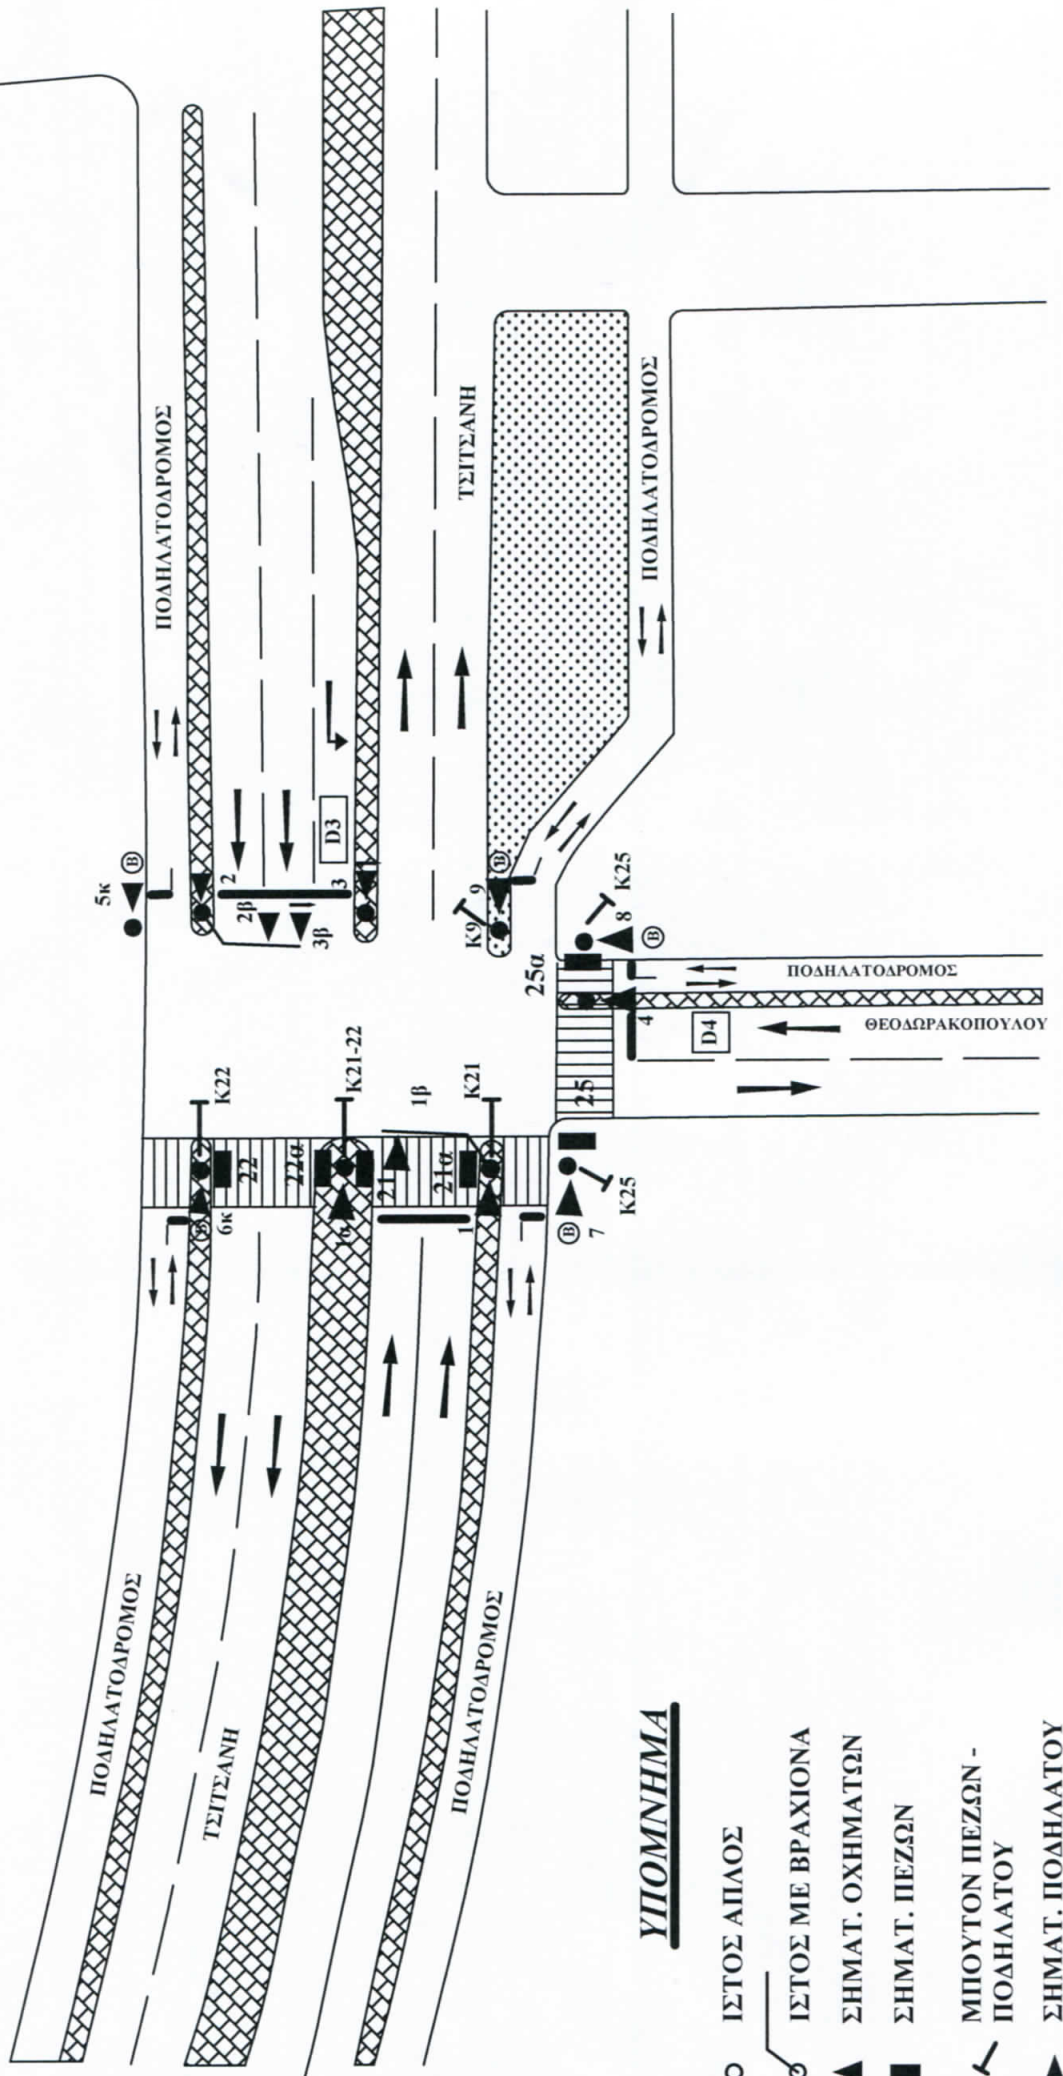 ΠΟΔΗΛΑΤΟΔΡΟΜΟΣ
ΤΣΙΤΣΑΝΗ
ΠΟΔΗΛΑΤΟΔΡΟΜΟΣ
5κ
B
2
2β
3
3β
D3
9
B
K9
K25
8
B
25α
ΠΟΔΗΛΑΤΟΔΡΟΜΟΣ
ΘΕΟΔΩΡΑΚΟΠΟΥΛΟΥ
4
D4
25
K22
K21-22
1β
K21
22
22α
21
21α
6κ
1α
1
B
7
K25
ΠΟΔΗΛΑΤΟΔΡΟΜΟΣ
ΤΣΙΤΣΑΝΗ
ΠΟΔΗΛΑΤΟΔΡΟΜΟΣ
ΥΠΟΜΝΗΜΑ
ΙΣΤΟΣ ΑΠΛΟΣ
ΙΣΤΟΣ ΜΕ ΒΡΑΧΙΟΝΑ
ΣΗΜΑΤ. ΟΧΗΜΑΤΩΝ
ΣΗΜΑΤ. ΠΕΖΩΝ
ΜΠΟΥΤΟΝ ΠΕΖΩΝ -
ΠΟΔΗΛΑΤΟΥ
ΣΗΜΑΤ. ΠΟΔΗΛΑΤΟΥ